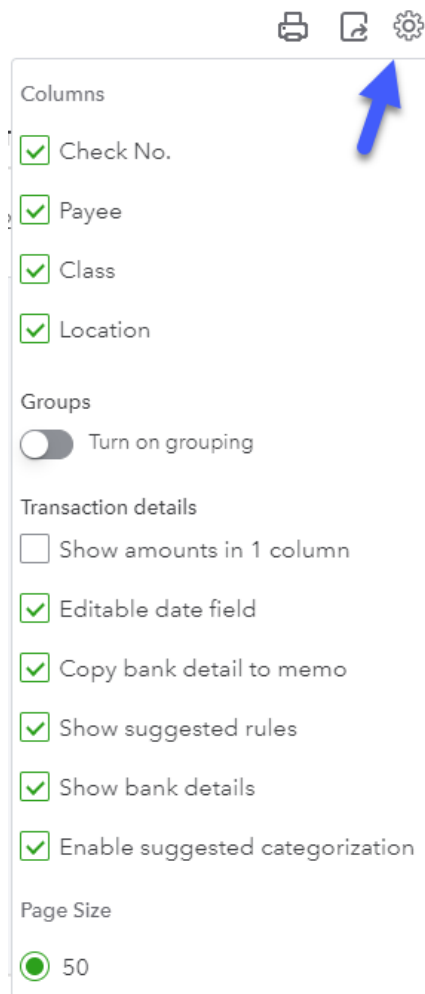 Columns
Check No.
Payee
Class
Location
Groups
Turn on grouping
Transaction details
Show amounts in 1 column
Editable date field
Copy bank detail to memo
Show suggested rules
Show bank details
Enable suggested categorization
Page Size
50